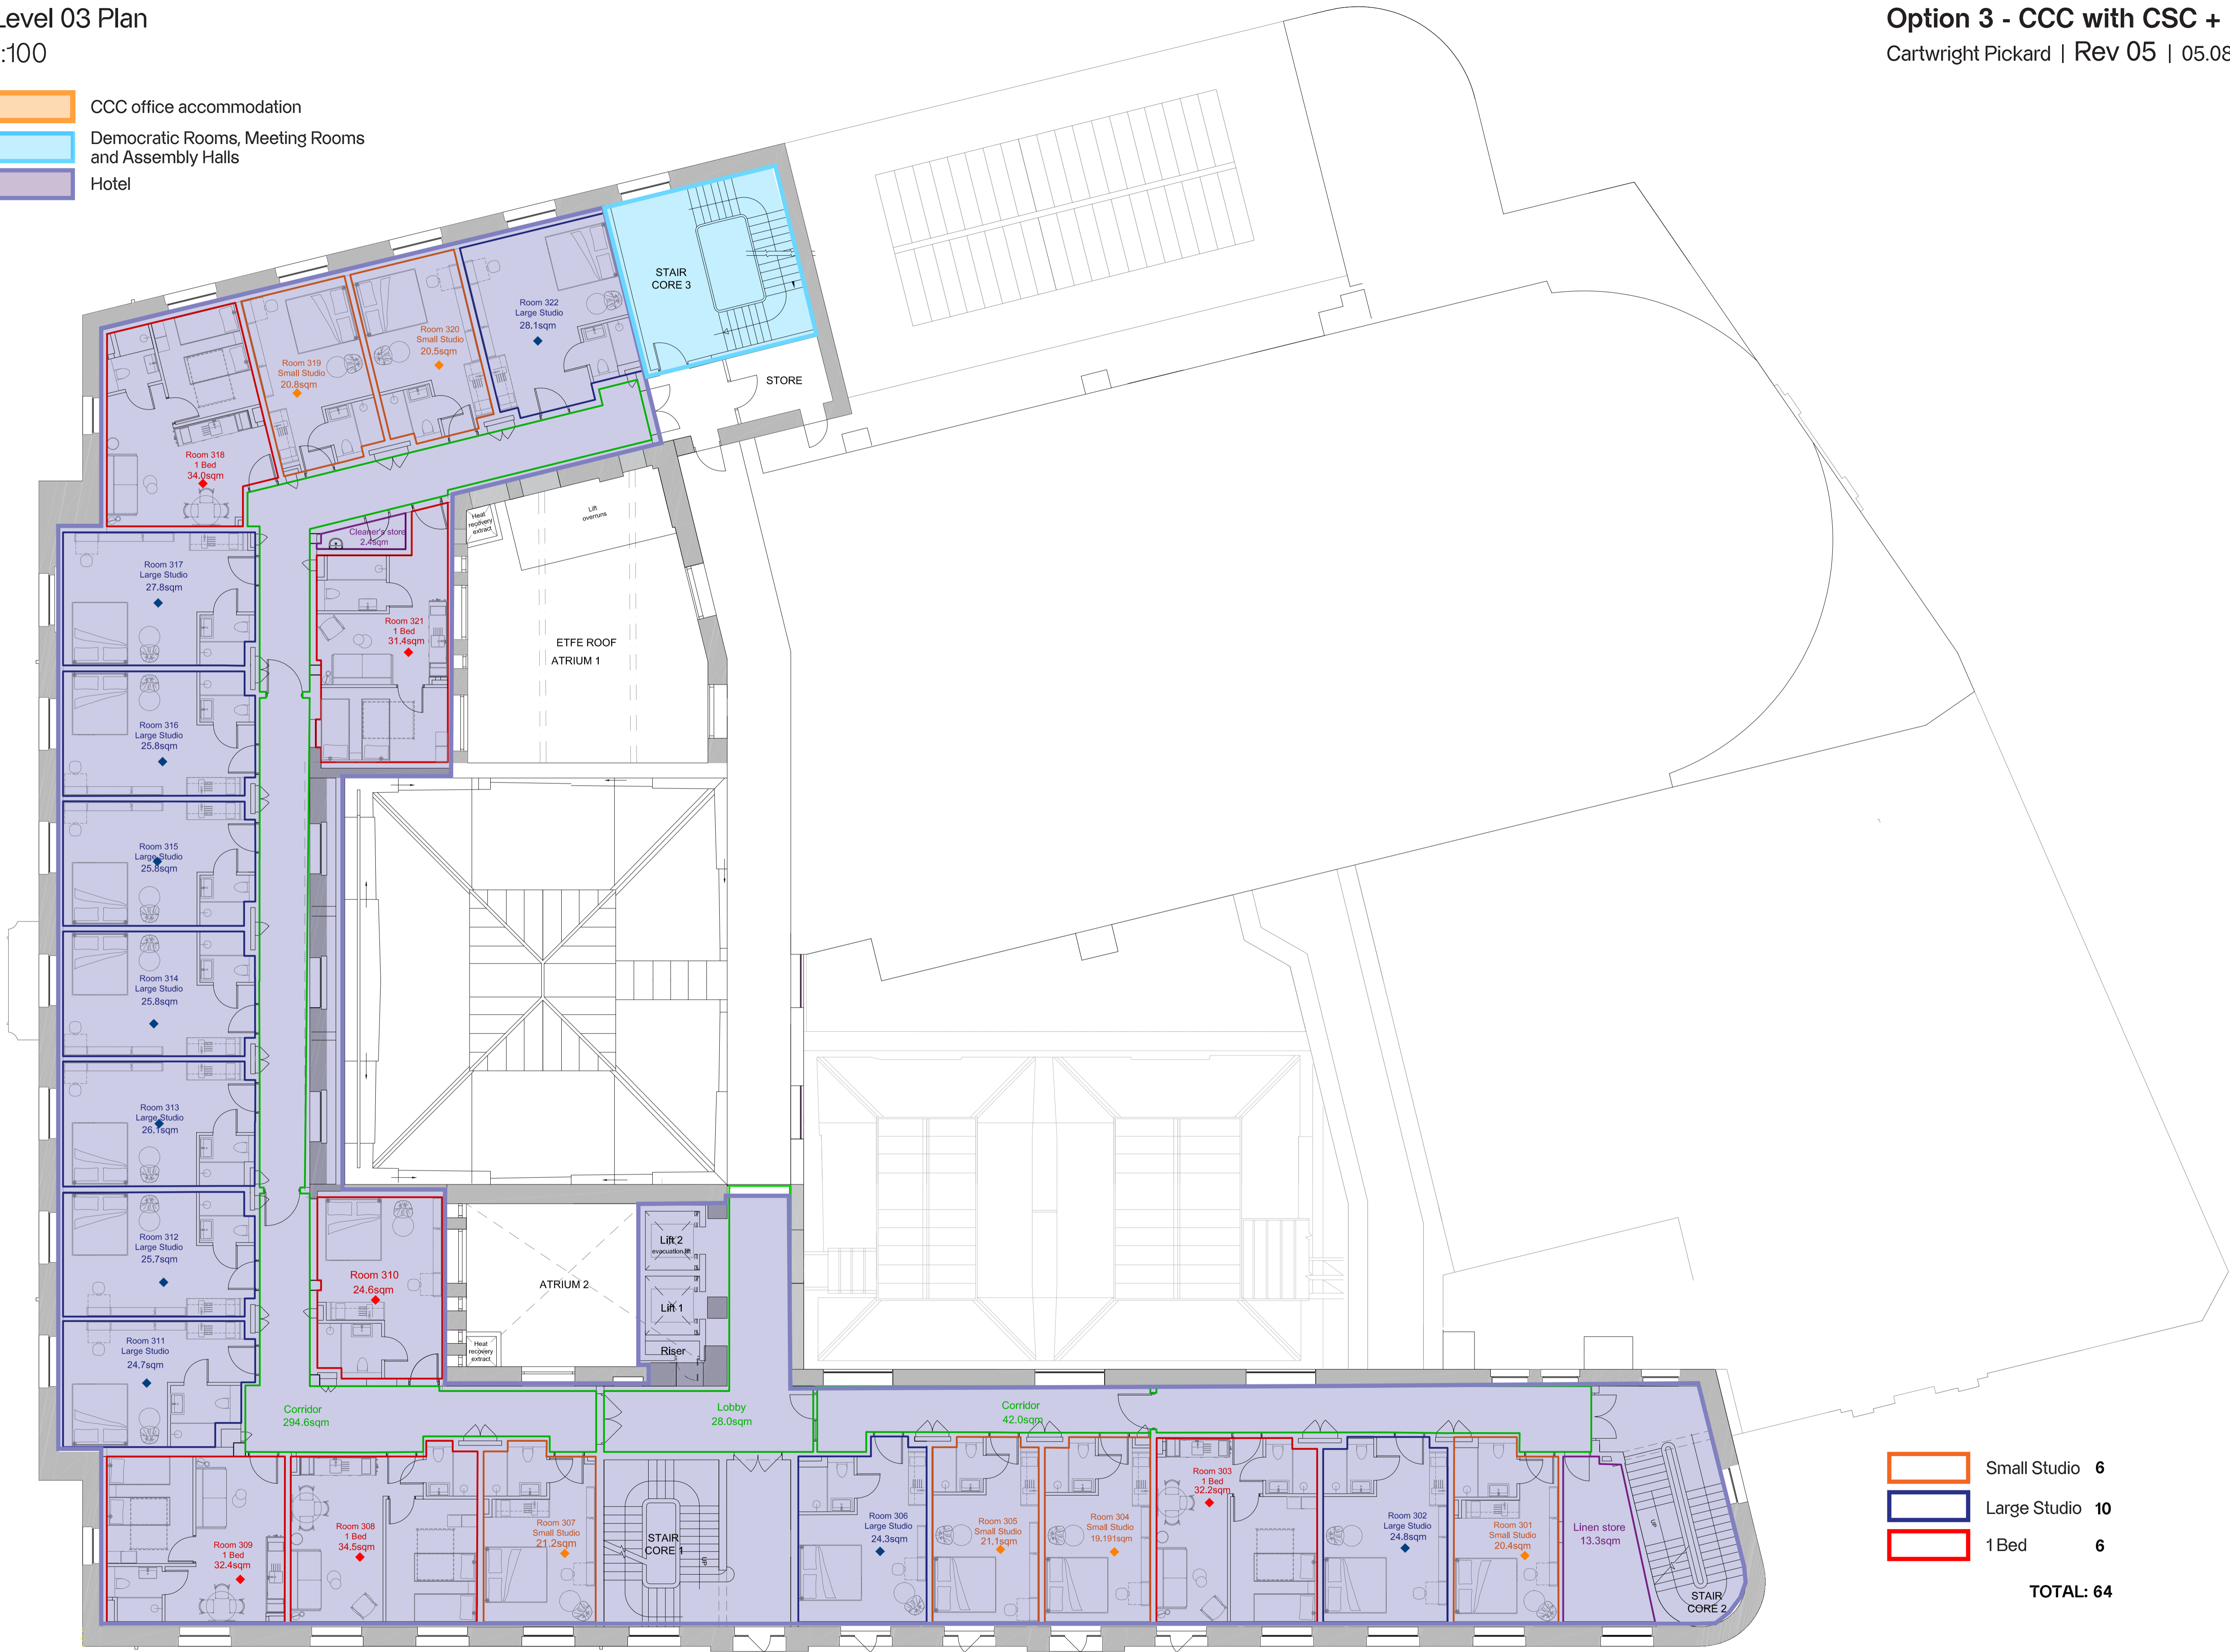 Level 03 Plan
:100
Option 3 - CCC with CSC +
Cartwright Pickard | Rev 05 | 05.08
CCC office accommodation
Democratic Rooms, Meeting Rooms
and Assembly Halls
Hotel
STAIR
CORE 3
STORE
Room 322
Large Studio
28.1sqm
Room 320
Small Studio
20.5sqm
Room 319
Small Studio
20.8sqm
Room 318
1 Bed
34.0sqm
Cleaner's store
2.4sqm
Heat
recovery
extract
Lift
overruns
Room 317
Large Studio
27.8sqm
Room 321
1 Bed
31.4sqm
ETFE ROOF
ATRIUM 1
Room 316
Large Studio
25.8sqm
Room 315
Large Studio
25.8sqm
Room 314
Large Studio
25.8sqm
Room 313
Large Studio
26.1sqm
Room 312
Large Studio
25.7sqm
Room 311
Large Studio
24.7sqm
Room 310
24.6sqm
ATRIUM 2
Lift 2
evacuation lift
Lift 1
Riser
Heat
recovery
extract
Corridor
294.6sqm
Lobby
28.0sqm
Corridor
42.0sqm
Room 309
1 Bed
32.4sqm
Room 308
1 Bed
34.5sqm
Room 307
Small Studio
21.2sqm
STAIR
CORE 1
UP
Room 306
Large Studio
24.3sqm
Room 305
Small Studio
21.1sqm
Room 304
Small Studio
19.191sqm
Room 303
1 Bed
32.2sqm
Room 302
Large Studio
24.8sqm
Room 301
Small Studio
20.4sqm
Linen store
13.3sqm
UP
STAIR
CORE 2
Small Studio 6
Large Studio 10
1 Bed 6
TOTAL: 64